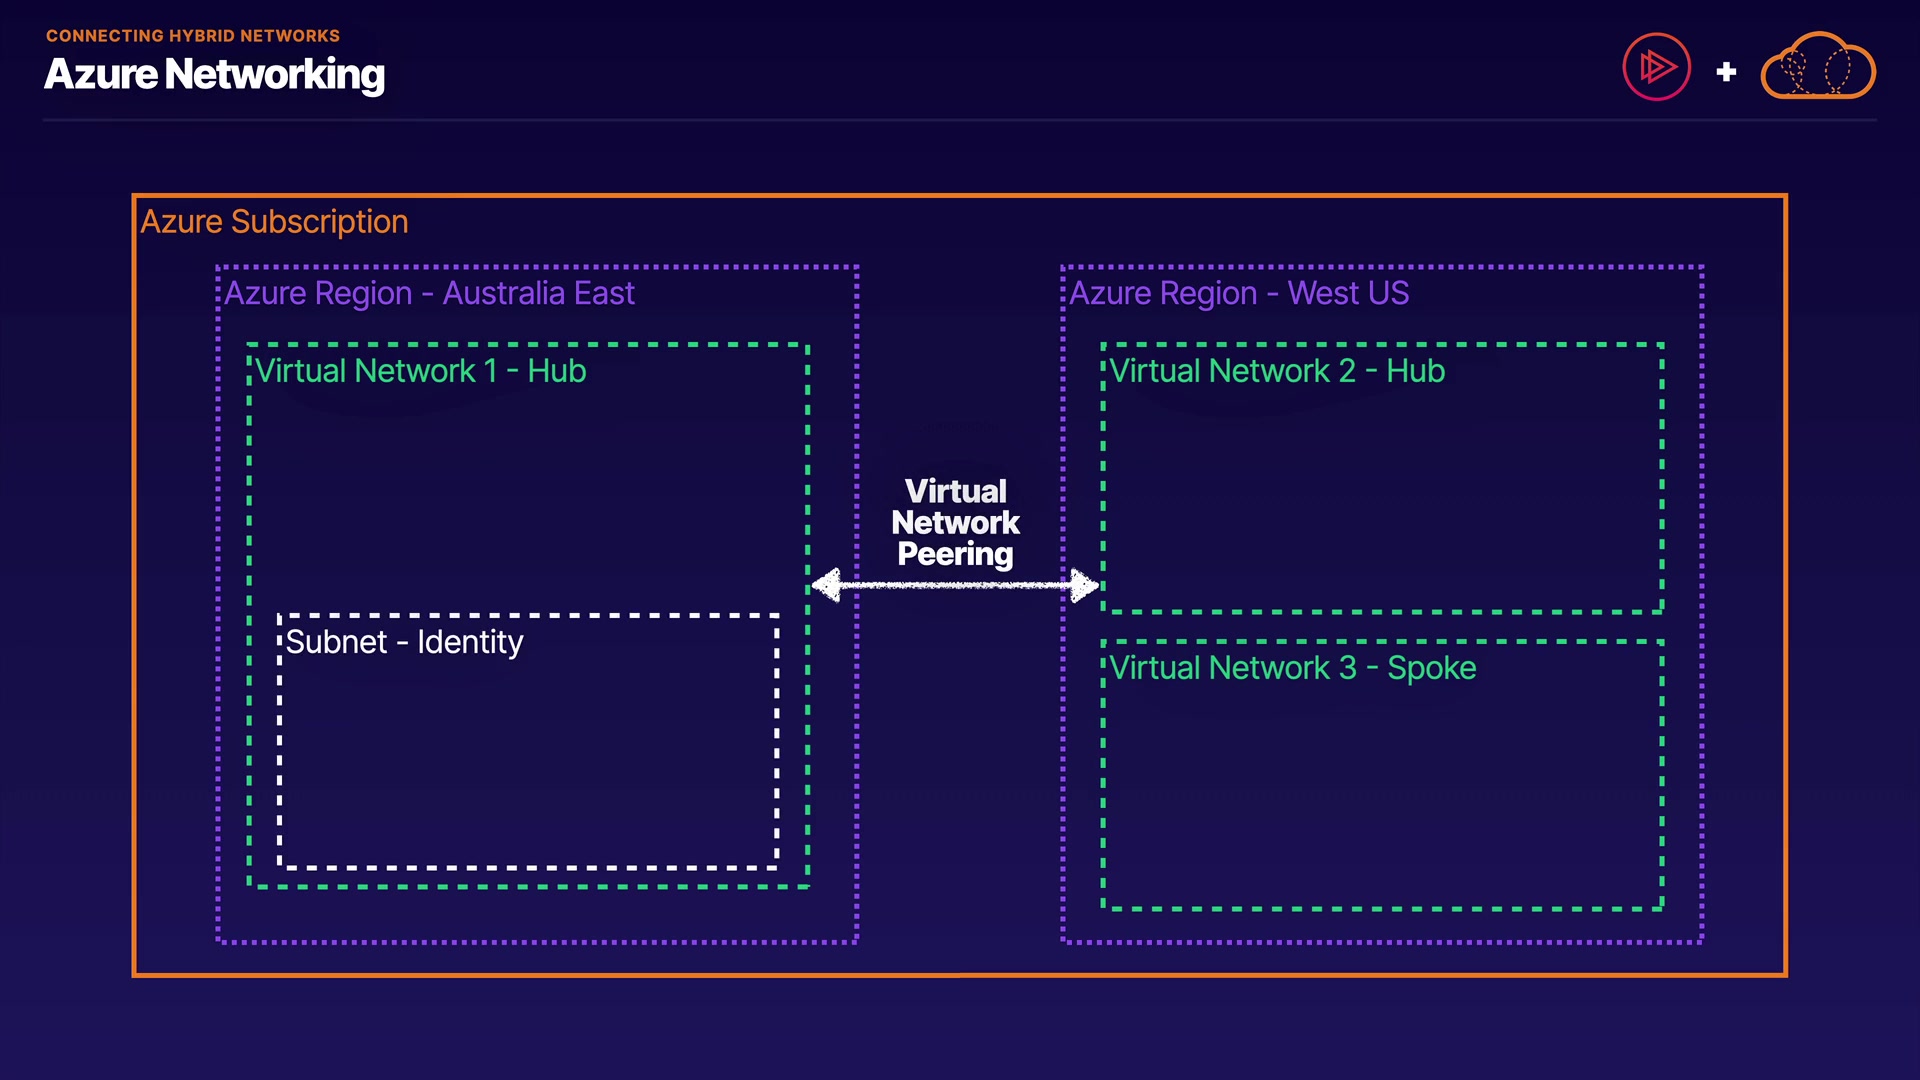 CONNECTING HYBRID NETWORKS
Azure Networking
Azure Subscription
Azure Region - Australia East
Virtual Network 1 - Hub
Subnet - Identity
Virtual
Network
Peering
Azure Region - West US
Virtual Network 2 - Hub
Virtual Network 3 - Spoke